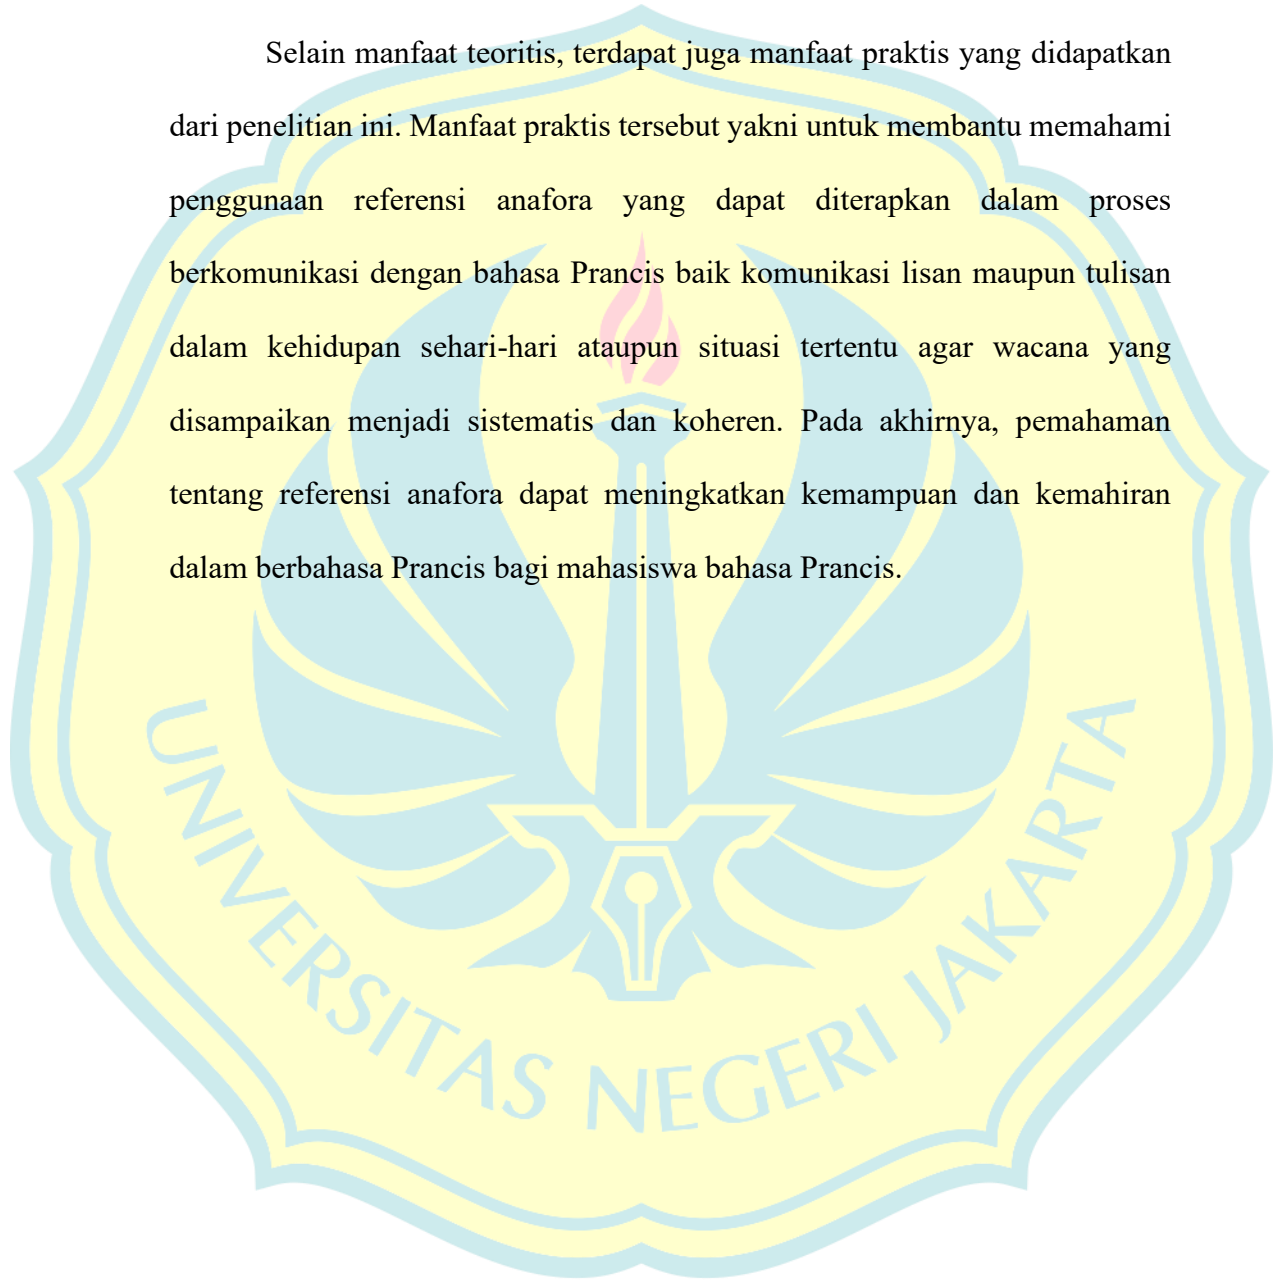 Selain manfaat teoritis, terdapat juga manfaat praktis yang didapatkan
dari penelitian ini. Manfaat praktis tersebut yakni untuk membantu memahami
penggunaan referensi anafora yang dapat diterapkan dalam proses
berkomunikasi dengan bahasa Prancis baik komunikasi lisan maupun tulisan
dalam kehidupan sehari-hari ataupun situasi tertentu agar wacana yang
disampaikan menjadi sistematis dan koheren. Pada akhirnya, pemahaman
tentang referensi anafora dapat meningkatkan kemampuan dan kemahiran
dalam berbahasa Prancis bagi mahasiswa bahasa Prancis.
UNIVERSITAS NEGERI JAKARTA